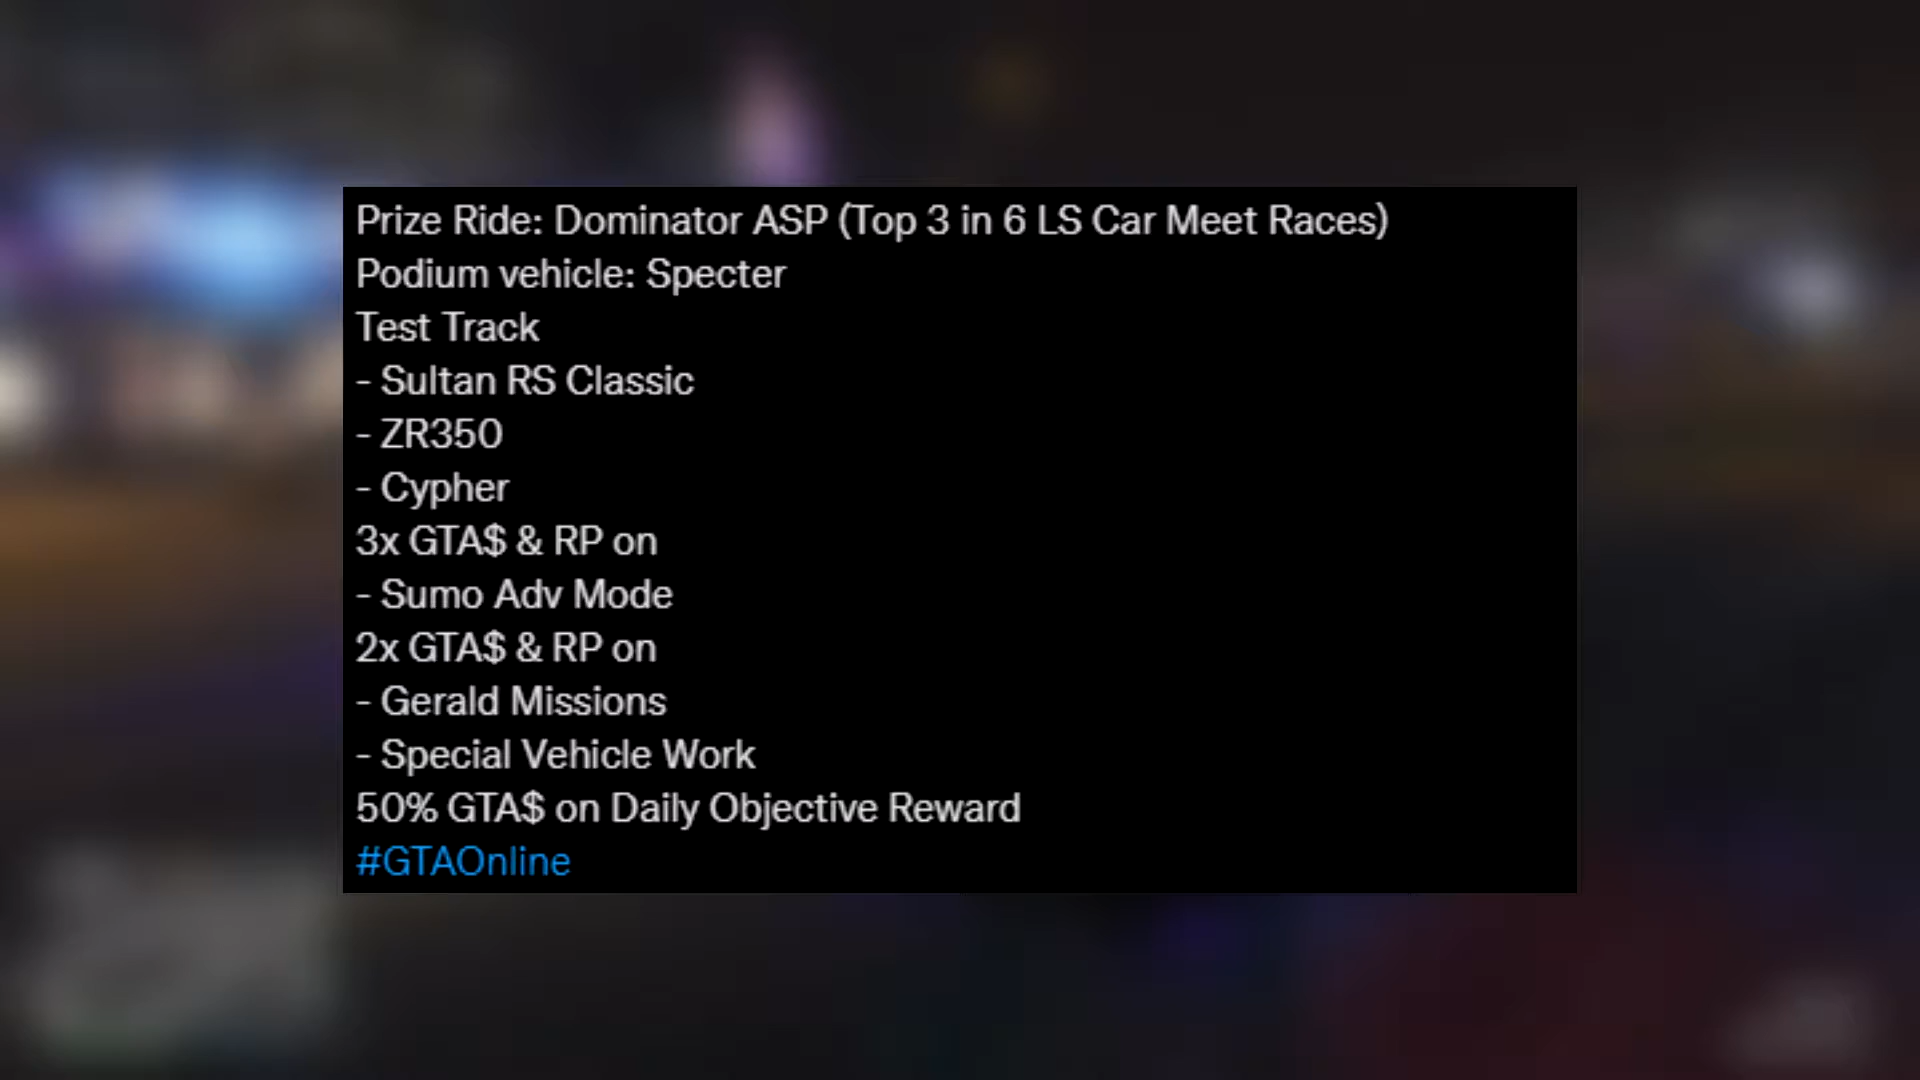 Prize Ride: Dominator ASP (Top 3 in 6 LS Car Meet Races)
Podium vehicle: Specter
Test Track
- Sultan RS Classic
- ZR350
- Cypher
3x GTA$ & RP on
- Sumo Adv Mode
2x GTA$ & RP on
- Gerald Missions
- Special Vehicle Work
50% GTA$ on Daily Objective Reward
#GTAOnline